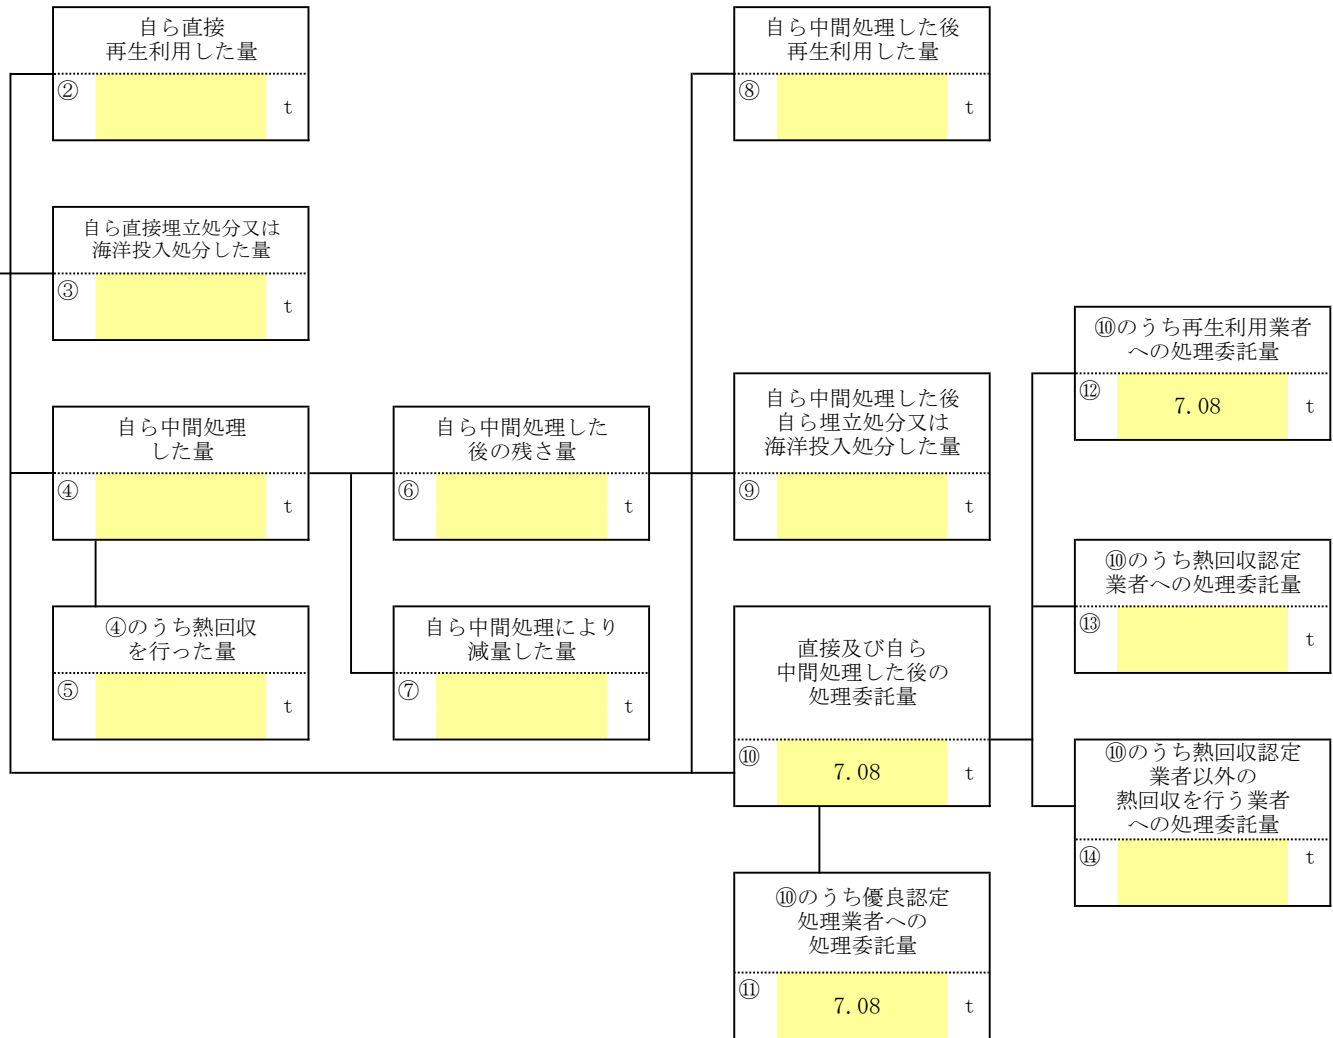 自ら直接
再生利用した量
②
t
自ら中間処理した後
再生利用した量
⑧
t
自ら直接埋立処分又は
海洋投入処分した量
③
t
⑩のうち再生利用業者
への処理委託量
⑫
7.08
t
自ら中間処理
した量
④
t
自ら中間処理した
後の残さ量
⑥
t
自ら中間処理した後
自ら埋立処分又は
海洋投入処分した量
⑨
t
⑩のうち熱回収認定
業者への処理委託量
⑬
t
④のうち熱回収
を行った量
⑤
t
自ら中間処理により
減量した量
⑦
t
直接及び自ら
中間処理した後の
処理委託量
⑩
7.08
t
⑩のうち熱回収認定
業者以外の
熱回収を行う業者
への処理委託量
⑭
t
⑩のうち優良認定
処理業者への
処理委託量
⑪
7.08
t